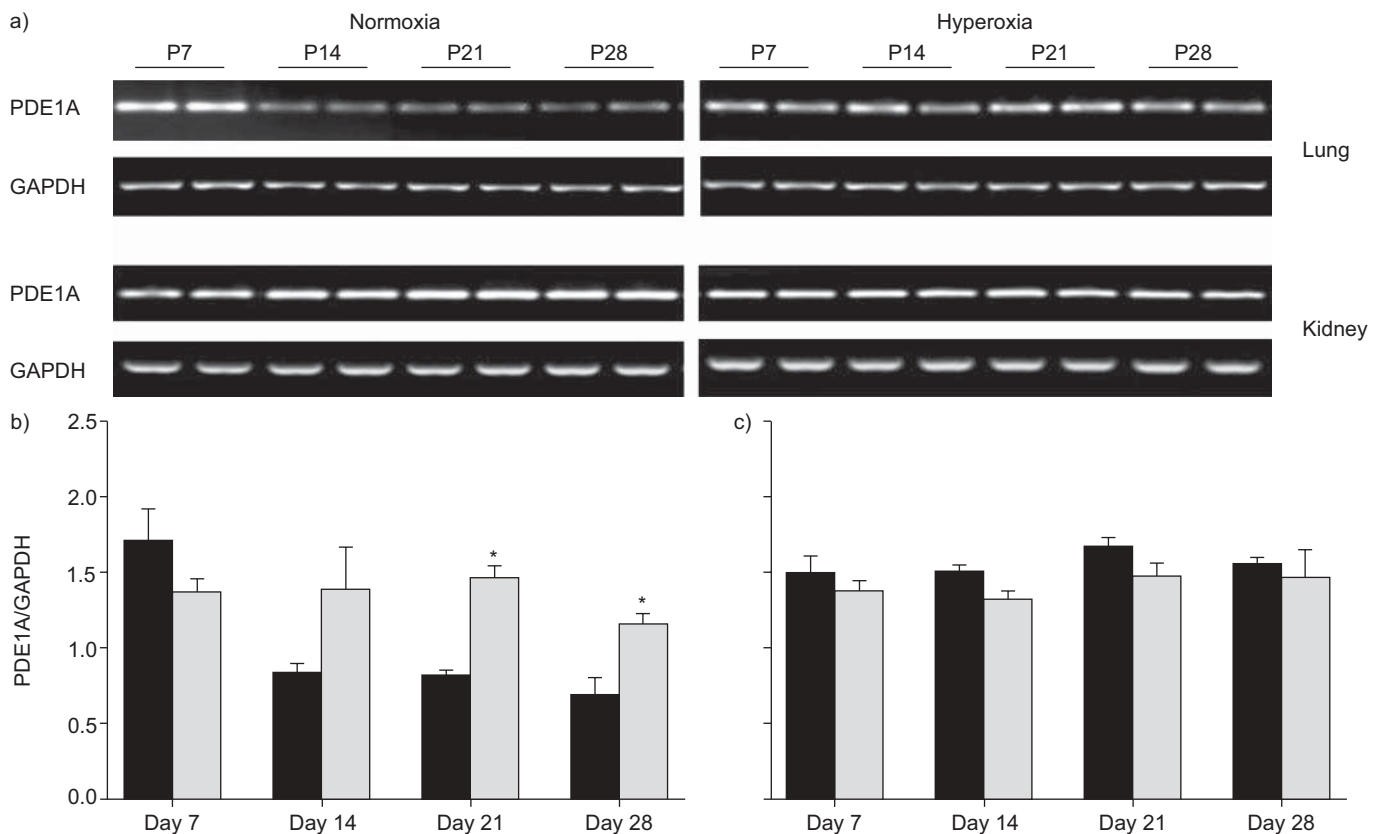 a)
Normoxia
Hyperoxia
P7 P14 P21 P28 P7 P14 P21 P28
PDE1A
GAPDH
Lung
PDE1A
GAPDH
Kidney
b)
PDE1A/GAPDH
2.5
2.0
1.5
1.0
0.5
0.0
*
*
Day 7 Day 14 Day 21 Day 28
c)
Day 7 Day 14 Day 21 Day 28